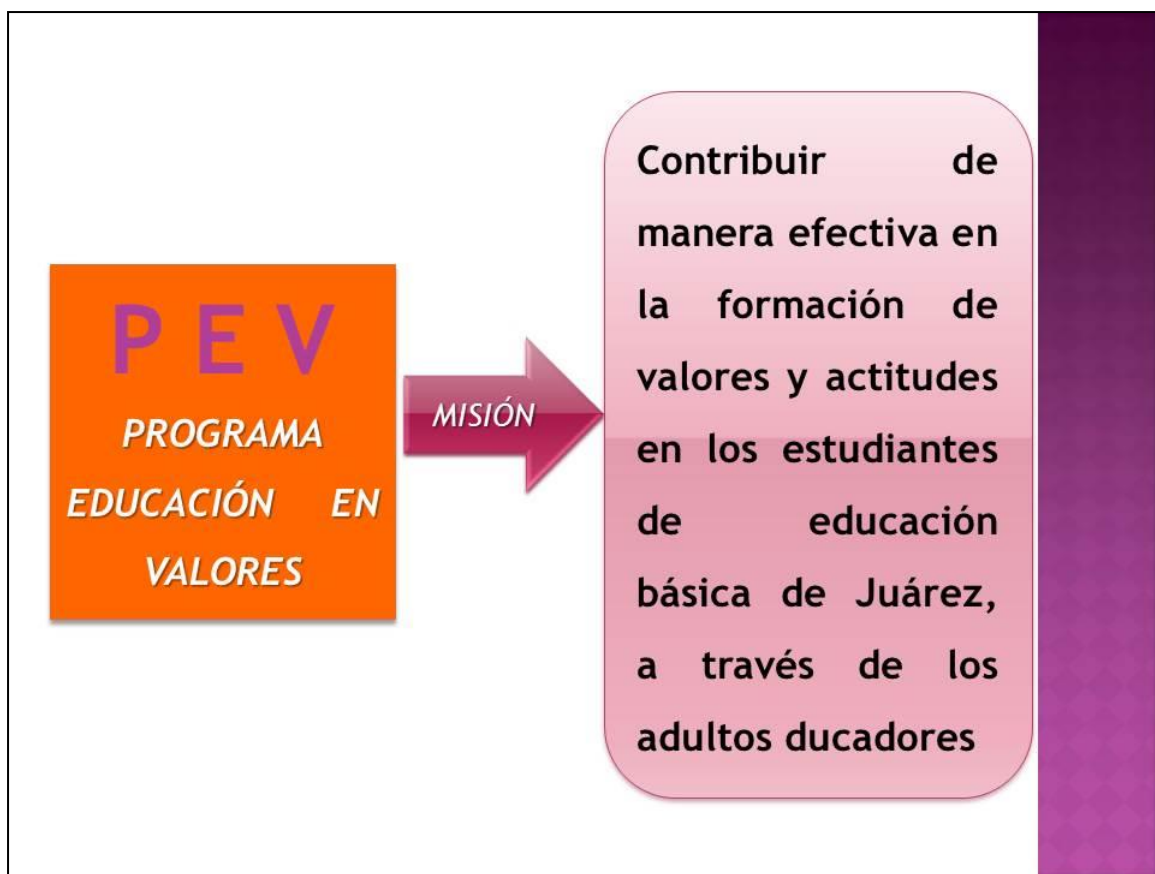 P E V
PROGRAMA
EDUCACIÓN EN
VALORES
MISIÓN
Contribuir de
manera efectiva en
la formación de
valores y actitudes
en los estudiantes
de educación
básica de Juárez,
a través de los
adultos ducadores